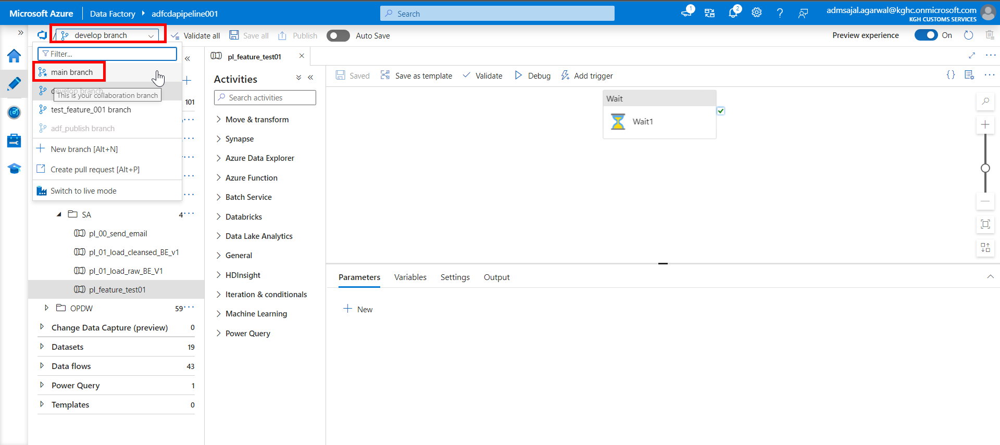 Microsoft Azure
Data Factory
adfcdapipeline001
Search
1
2
admsajal.agarwal@kghc.onmicrosoft.com
KGH CUSTOMS SERVICES
/
develop branch
Validate all
Save all
Publish
Auto Save
Preview experience
On
Filter...
main branch
develop branch
This is your collaboration branch
test_feature_001 branch
adf_publish branch
New branch [Alt+N]
Create pull request [Alt+P]
Switch to live mode
101
SA
4
pl_00_send_email
pl_01_load_cleansed_BE_v1
pl_01_load_raw_BE_V1
pl_feature_test01
OPDW
59
Change Data Capture (preview)
0
Datasets
19
Data flows
43
Power Query
1
Templates
0
pl_feature_test01
Activities
Search activities
Move & transform
Synapse
Azure Data Explorer
Azure Function
Batch Service
Databricks
Data Lake Analytics
General
HDInsight
Iteration & conditionals
Machine Learning
Power Query
Saved
Save as template
Validate
Debug
Add trigger
Wait
Wait1
Parameters
Variables
Settings
Output
New